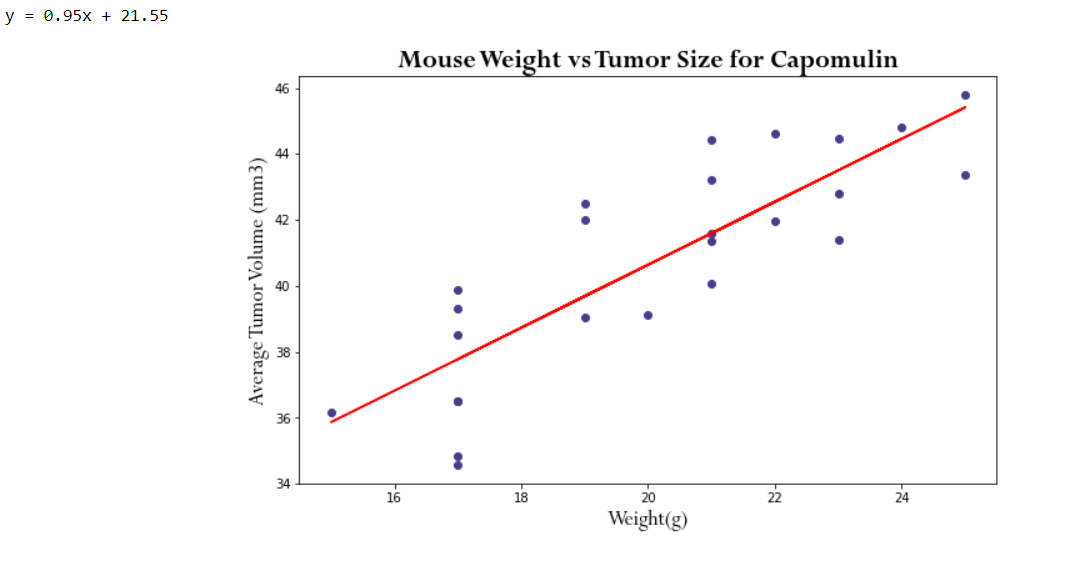 y = 0.95x + 21.55
Mouse Weight vs Tumor Size for Capomulin
46
44
42
40
38
36
34
Average Tumor Volume (mm3)
16 18 20 22 24
Weight(g)